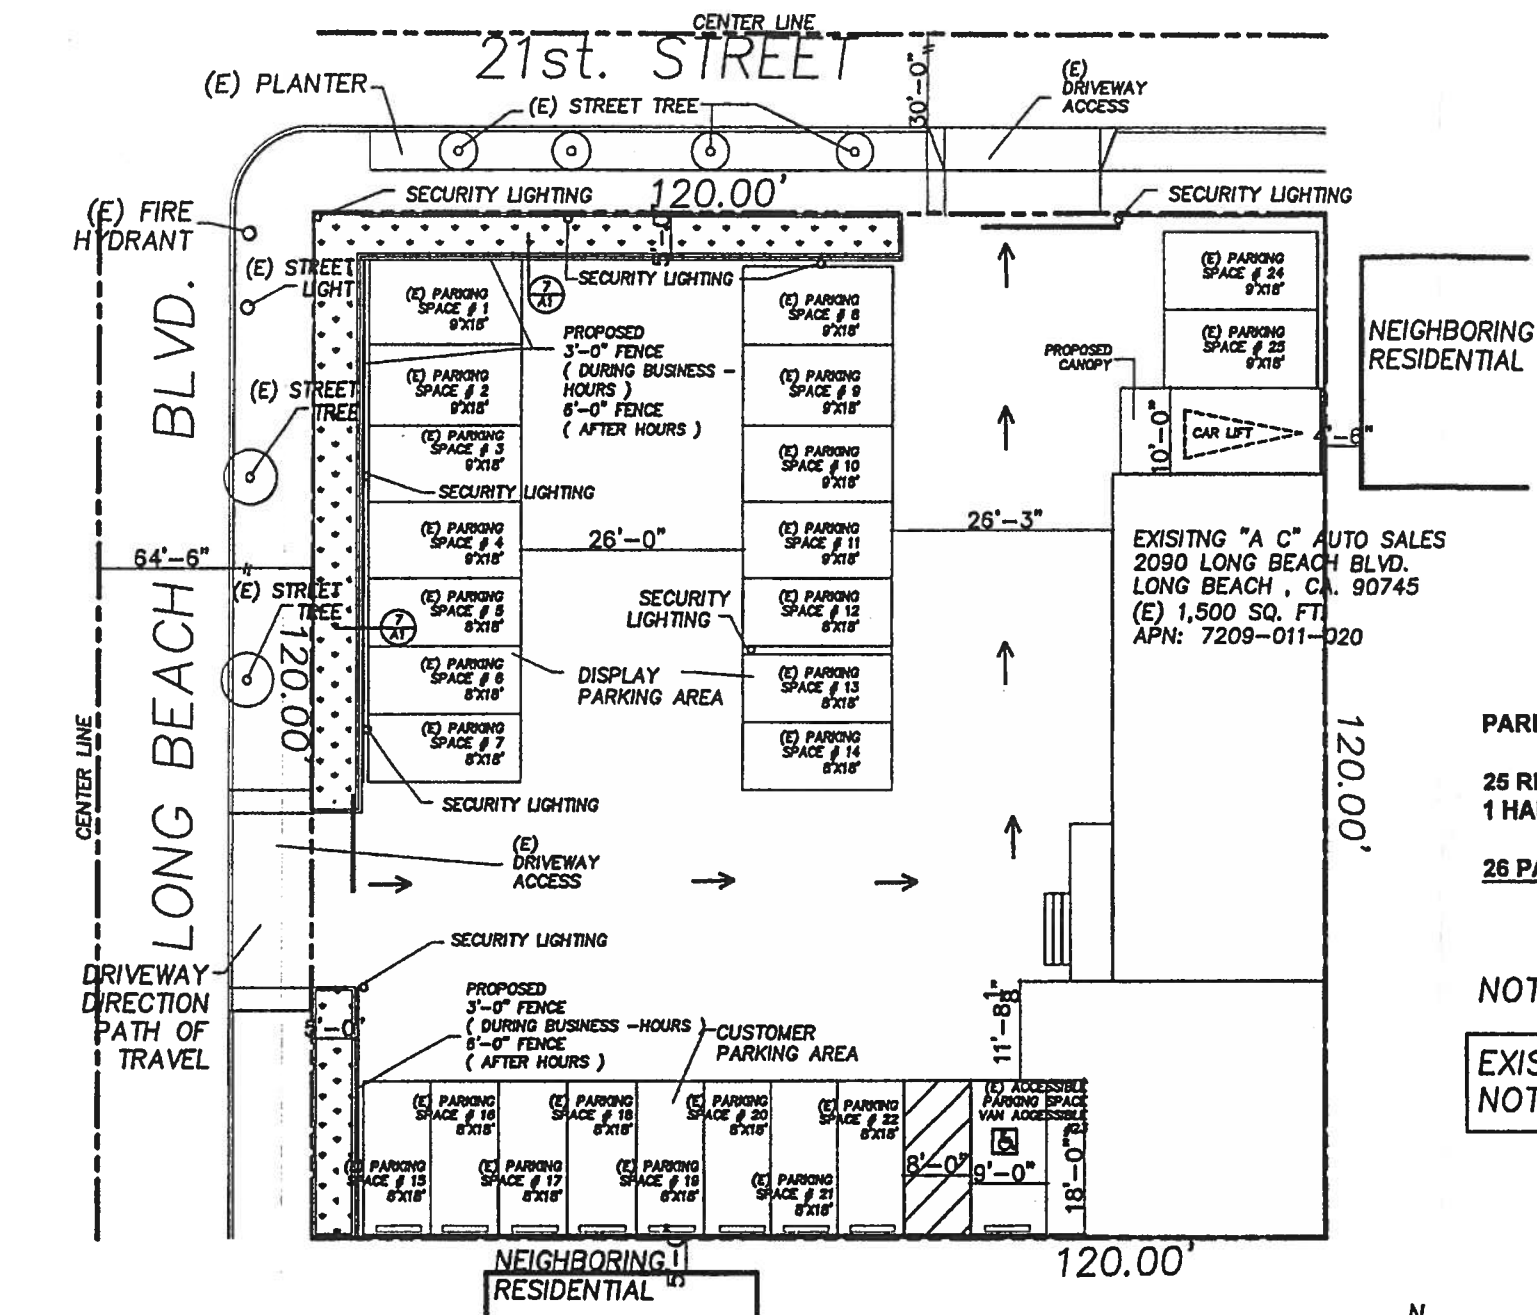 CENTER LINE
21st. STREET
(E) PLANTER
(E) STREET TREE
30'-0"
(E)
DRIVEWAY
ACCESS
SECURITY LIGHTING
120.00'
SECURITY LIGHTING
(E) FIRE
HYDRANT
(E) STREET
LIGHT
SECURITY LIGHTING
7
A1
(E) PARKING
SPACE # 1
9'X18'
(E) PARKING
SPACE # 8
9'X18'
(E) PARKING
SPACE # 24
9'X18'
(E) PARKING
SPACE # 25
9'X18'
NEIGHBORING
RESIDENTIAL
PROPOSED
3'-0" FENCE
( DURING BUSINESS -
HOURS )
6'-0" FENCE
( AFTER HOURS )
PROPOSED
CANOPY
(E) STREET
TREE
(E) PARKING
SPACE # 2
9'X18'
(E) PARKING
SPACE # 9
9'X18'
10'-0"
CAR LIFT
4'-6"
(E) PARKING
SPACE # 3
9'X18'
(E) PARKING
SPACE # 10
9'X18'
SECURITY LIGHTING
(E) PARKING
SPACE # 4
9'X18'
26'-0"
(E) PARKING
SPACE # 11
9'X18'
26'-3"
EXISITNG "A C" AUTO SALES
2090 LONG BEACH BLVD.
LONG BEACH , CA. 90745
(E) 1,500 SQ. FT.
APN: 7209-011-020
64'-6"
(E) STREET
TREE
7
A1
(E) PARKING
SPACE # 5
8'X18'
SECURITY
LIGHTING
(E) PARKING
SPACE # 12
8'X18'
(E) PARKING
SPACE # 6
8'X18'
DISPLAY
PARKING AREA
(E) PARKING
SPACE # 13
8'X18'
(E) PARKING
SPACE # 7
8'X18'
(E) PARKING
SPACE # 14
8'X18'
120.00'
120.00'
LONG BEACH BLVD.
CENTER LINE
SECURITY LIGHTING
(E)
DRIVEWAY
ACCESS
25
1
26
SECURITY LIGHTING
DRIVEWAY
DIRECTION
PATH OF
TRAVEL
5'-0"
PROPOSED
3'-0" FENCE
( DURING BUSINESS -HOURS )
6'-0" FENCE
( AFTER HOURS )
CUSTOMER
PARKING AREA
(E) PARKING
SPACE # 16
8'X18'
(E) PARKING
SPACE # 18
8'X18'
(E) PARKING
SPACE # 20
8'X18'
(E) PARKING
SPACE # 22
8'X18'
(E) ACCESSIBLE
PARKING SPACE
VAN ACCESSIBLE
(E) PARKING
SPACE # 15
8'X18'
(E) PARKING
SPACE # 17
8'X18'
(E) PARKING
SPACE # 19
8'X18'
(E) PARKING
SPACE # 21
8'X18'
8'-0"
9'-0"
18'-0"
NEIGHBORING
RESIDENTIAL
120.00'